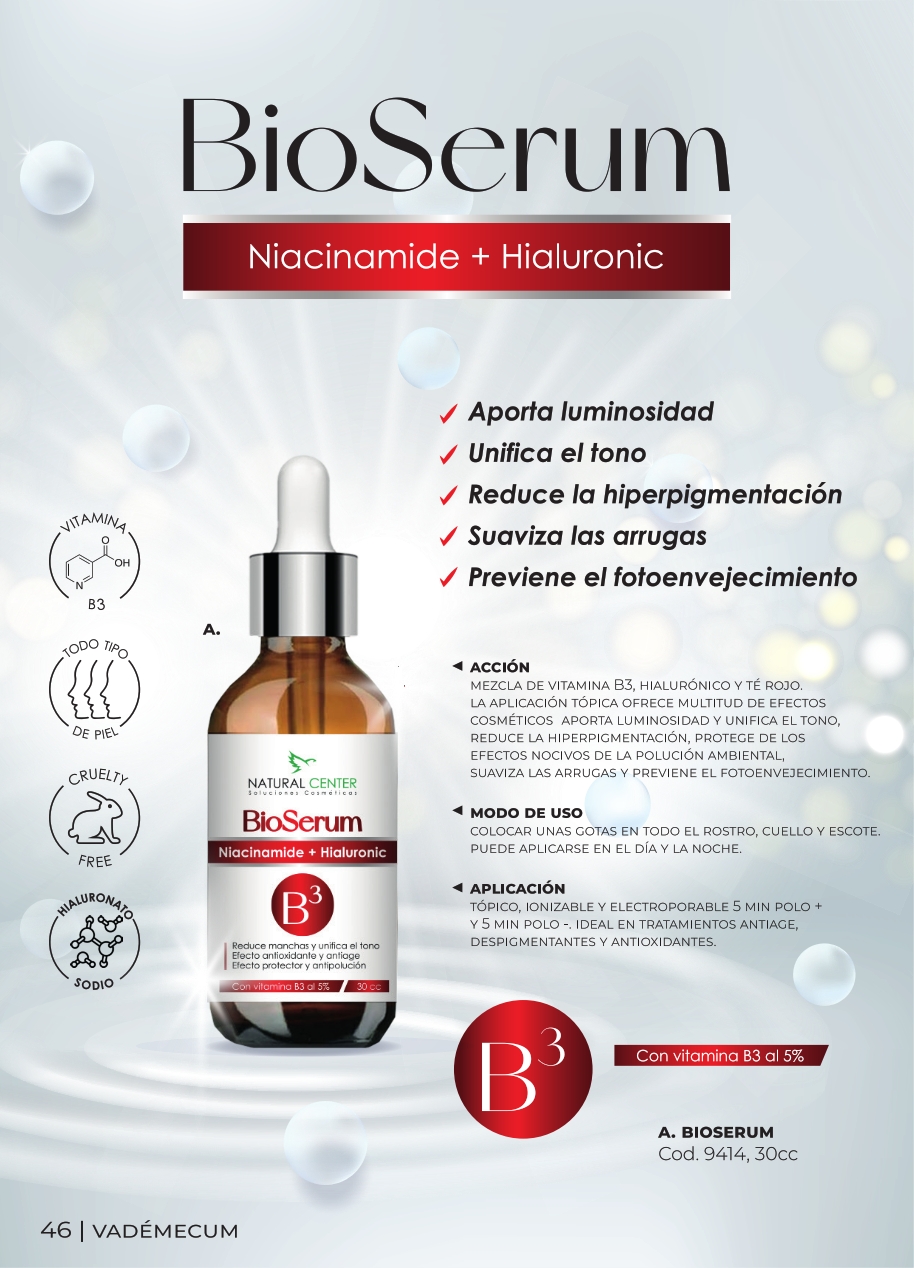 BioSerum
Niacinamide + Hialuronic
Aporta luminosidad
Unifica el tono
Reduce la hiperpigmentación
Suaviza las arrugas
Previene el fotoenvejecimiento
VITAMINA
O
OH
N
B3
TODO TIPO
DE PIEL
CRUELTY
FREE
HIALURONATO
SODIO
A.
NATURAL CENTER
Soluciones Cosméticas
BioSerum
Niacinamide + Hialuronic
B3
Reduce manchas y unifica el tono
Efecto antioxidante y antiage
Efecto protector y antipolución
Con vitamina B3 al 5% / 30 cc
ACCIÓN
MEZCLA DE VITAMINA B3, HIALURÓNICO Y TÉ ROJO.
LA APLICACIÓN TÓPICA OFRECE MULTITUD DE EFECTOS
COSMÉTICOS APORTA LUMINOSIDAD Y UNIFICA EL TONO,
REDUCE LA HIPERPIGMENTACIÓN, PROTEGE DE LOS
EFECTOS NOCIVOS DE LA POLUCIÓN AMBIENTAL,
SUAVIZA LAS ARRUGAS Y PREVIENE EL FOTOENVEJECIMIENTO.
MODO DE USO
COLOCAR UNAS GOTAS EN TODO EL ROSTRO, CUELLO Y ESCOTE.
PUEDE APLICARSE EN EL DÍA Y LA NOCHE.
APLICACIÓN
TÓPICO, IONIZABLE Y ELECTROPORABLE 5 MIN POLO +
Y 5 MIN POLO -. IDEAL EN TRATAMIENTOS ANTIAGE,
DESPIGMENTANTES Y ANTIOXIDANTES.
B3
Con vitamina B3 al 5%
A. BIOSERUM
Cod. 9414, 30cc
46 | VADÉMECUM